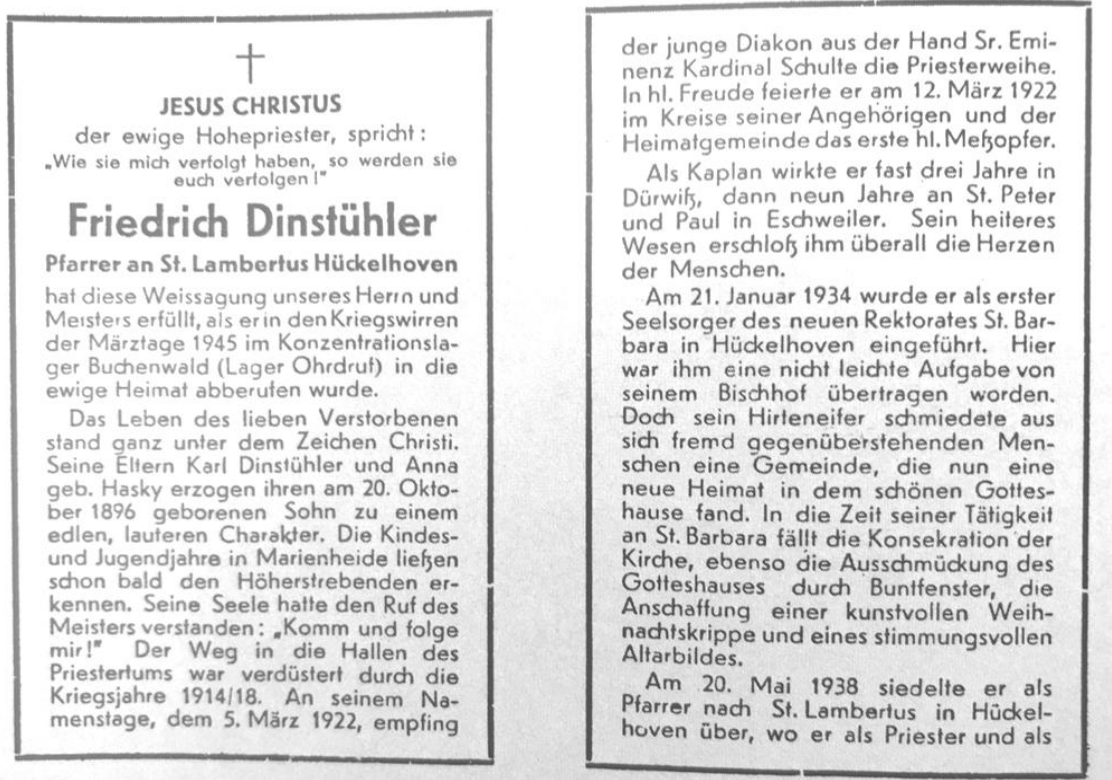 JESUS CHRISTUS
der ewige Hohepriester, spricht:
„Wie sie mich verfolgt haben, so werden sie
euch verfolgen!"
Friedrich Dinstühler
Pfarrer an St. Lambertus Hückelhoven
hat diese Weissagung unseres Herrn und
Meisters erfüllt, als er in den Kriegswirren
der Märztage 1945 im Konzentrationsla-
ger Buchenwald (Lager Ohrdruf) in die
ewige Heimat abberufen wurde.
Das Leben des lieben Verstorbenen
stand ganz unter dem Zeichen Christi.
Seine Eltern Karl Dinstühler und Anna
geb. Hasky erzogen ihren am 20. Okto-
ber 1896 geborenen Sohn zu einem
edlen, lauteren Charakter. Die Kindes-
und Jugendjahre in Marienheide ließen
schon bald den Höherstrebenden er-
kennen. Seine Seele hatte den Ruf des
Meisters verstanden: „Komm und folge
mir!" Der Weg in die Hallen des
Priestertums war verdüstert durch die
Kriegsjahre 1914/18. An seinem Na-
menstage, dem 5. März 1922, empfing
der junge Diakon aus der Hand Sr. Emi-
nenz Kardinal Schulte die Priesterweihe.
In hl. Freude feierte er am 12. März 1922
im Kreise seiner Angehörigen und der
Heimatgemeinde das erste hl. Meßopfer.
Als Kaplan wirkte er fast drei Jahre in
Dürwiß, dann neun Jahre an St. Peter
und Paul in Eschweiler. Sein heiteres
Wesen erschloß ihm überall die Herzen
der Menschen.
Am 21. Januar 1934 wurde er als erster
Seelsorger des neuen Rektorates St. Bar-
bara in Hückelhoven eingeführt. Hier
war ihm eine nicht leichte Aufgabe von
seinem Bischhof übertragen worden.
Doch sein Hirteneifer schmiedete aus
sich fremd gegenüberstehenden Men-
schen eine Gemeinde, die nun eine
neue Heimat in dem schönen Gottes-
hause fand. In die Zeit seiner Tätigkeit
an St. Barbara fällt die Konsekration der
Kirche, ebenso die Ausschmückung des
Gotteshauses durch Buntfenster, die
Anschaffung einer kunstvollen Weih-
nachtskrippe und eines stimmungsvollen
Altarbildes.
Am 20. Mai 1938 siedelte er als
Pfarrer nach St. Lambertus in Hückel-
hoven über, wo er als Priester und als